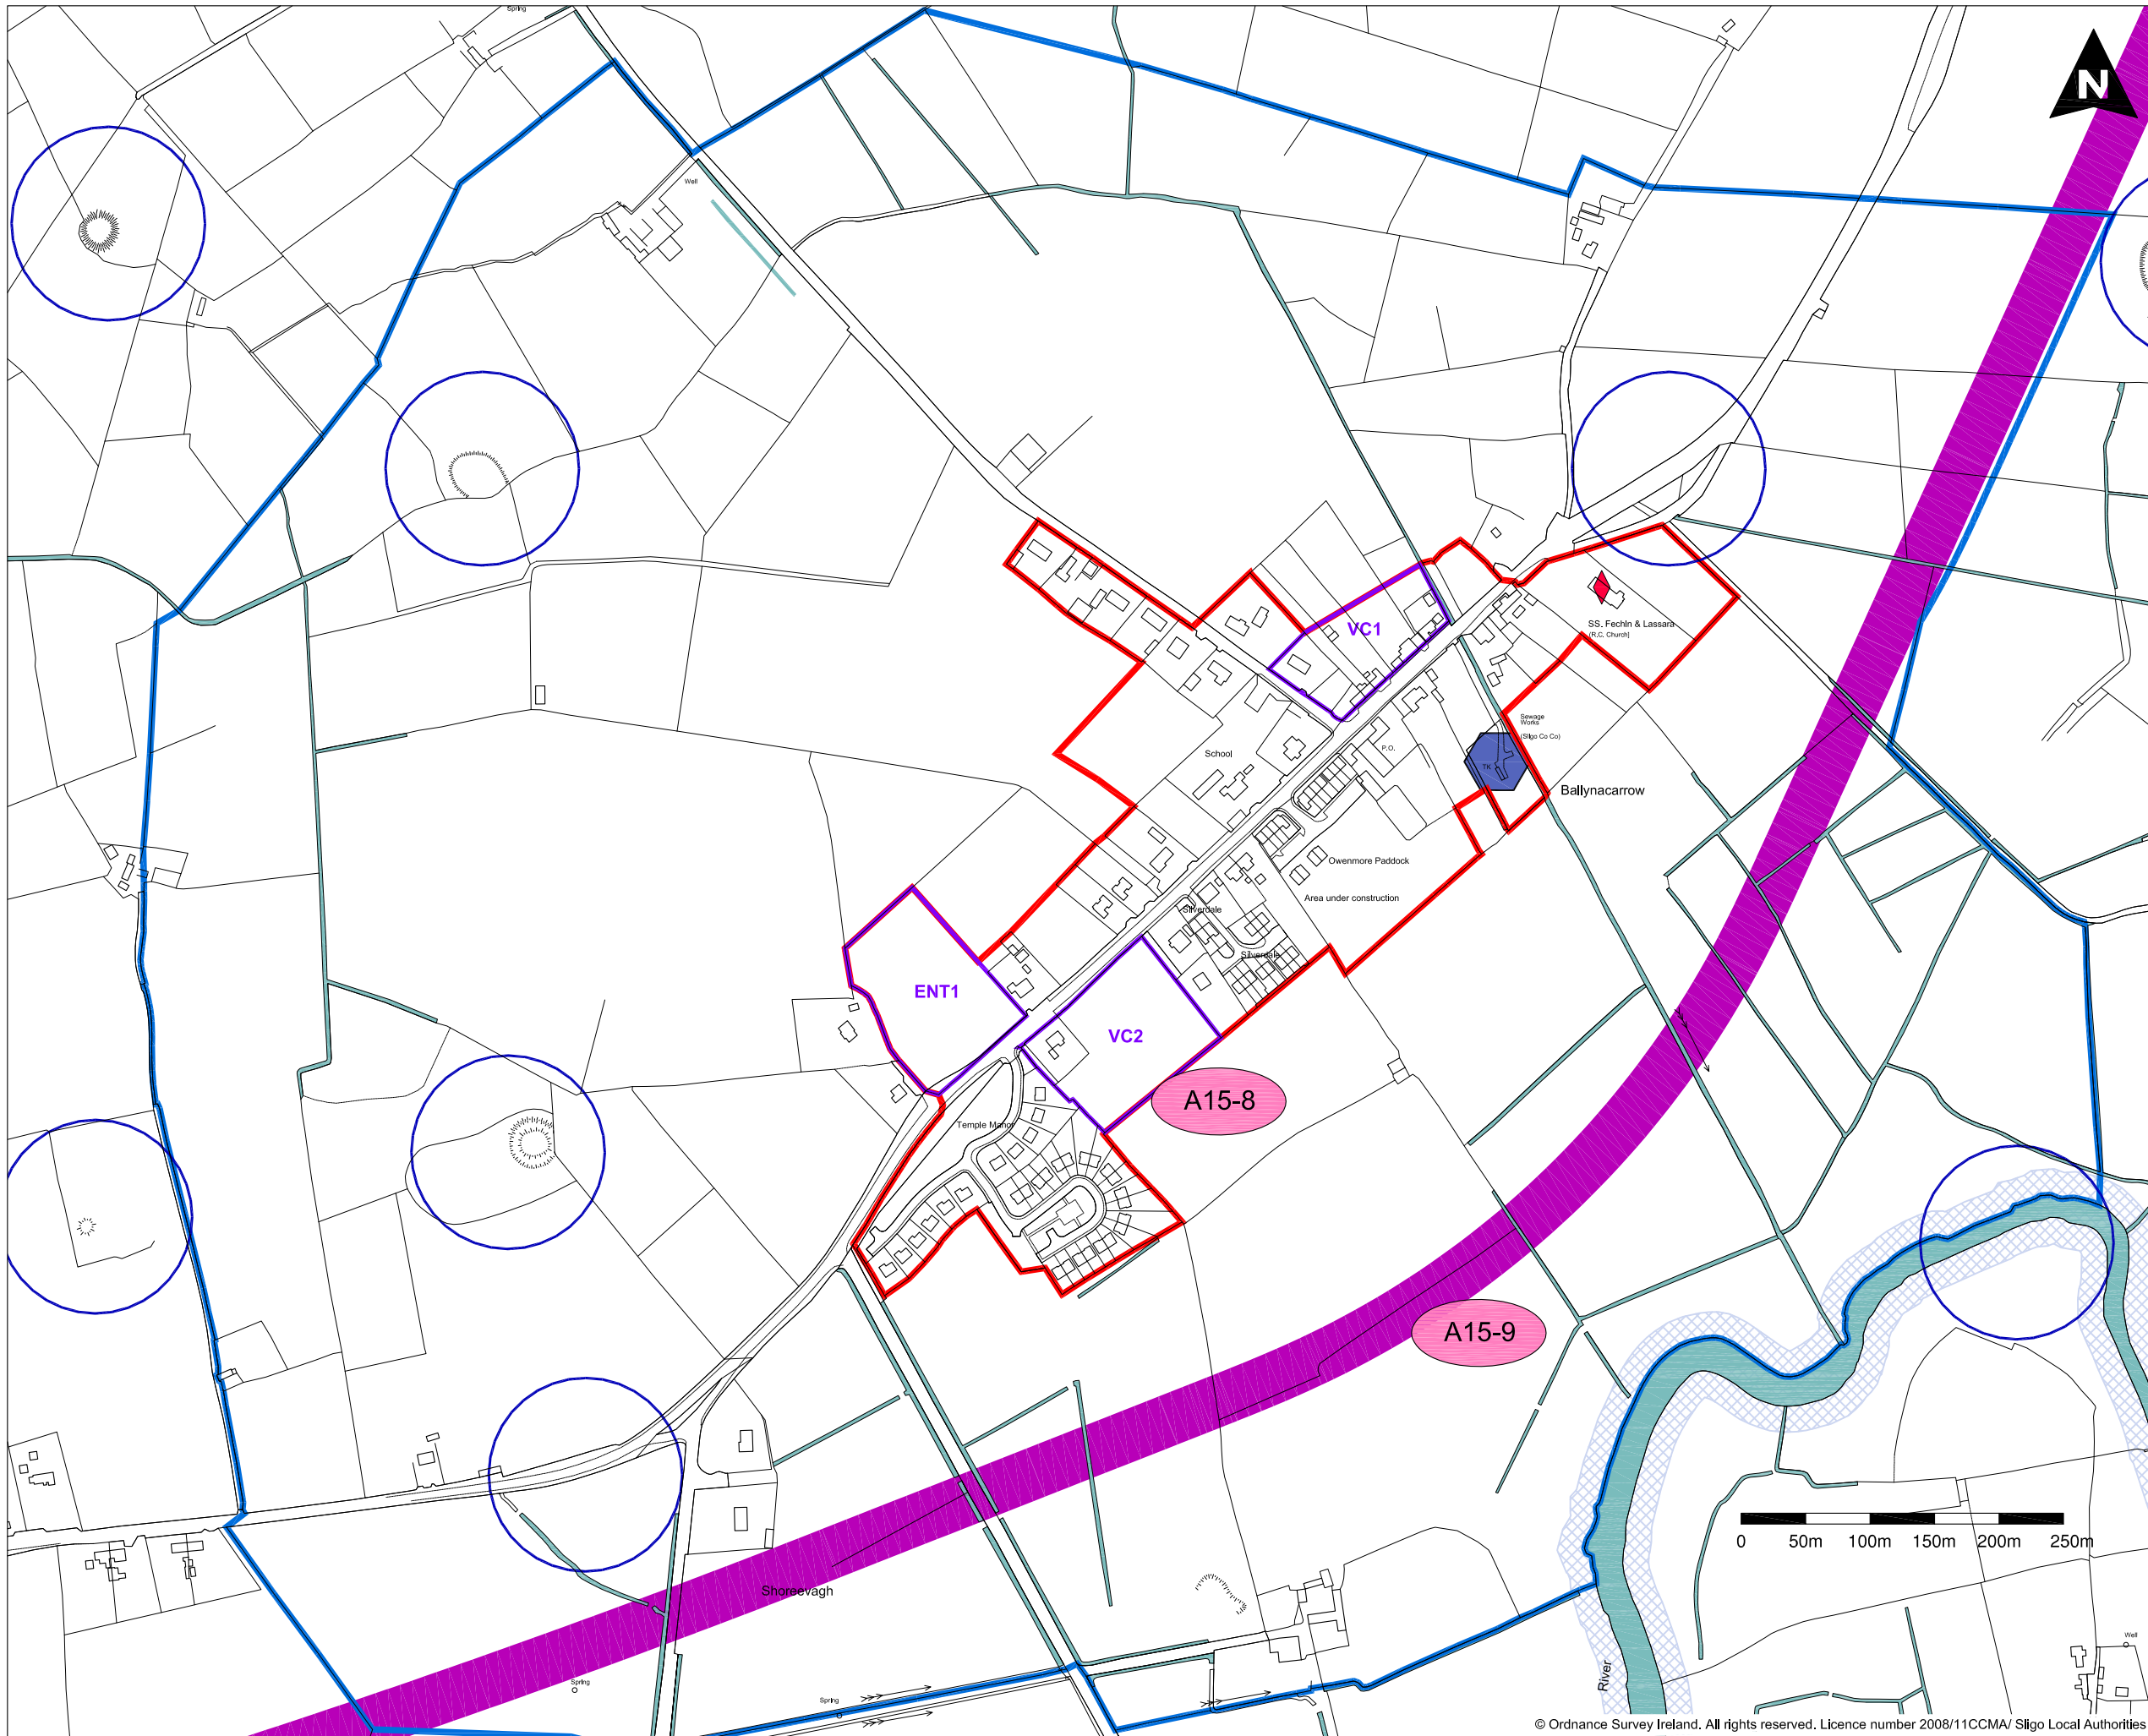 Spring
N
Well
VC1
SS, Fechin & Lassara
(R.C. Church)
Sewage
Works
(Sligo Co Co)
School
P.O.
TK
Ballynacarrow
Owenmore Paddock
Area under construction
Silverdale
Silverdale
ENT1
VC2
A15-8
Temple Manor
A15-9
0 50m 100m 150m 200m 250m
Shoreevagh
River
Well
Spring
Spring
© Ordnance Survey Ireland. All rights reserved. Licence number 2008/11CCMA/ Sligo Local Authorities